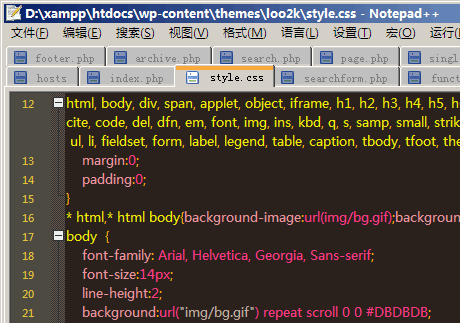 D:\xampp\htdocs\wp-content\themes\loo2k\style.css - Notepad++
文件(F) 编辑(E) 搜索(S) 视图(V) 格式(M) 语言(L) 设置(T) 宏(O) 运行
footer.php archive.php search.php page.php singl
hosts index.php style.css searchform.php funct
12 html, body, div, span, applet, object, iframe, h1, h2, h3, h4, h5, h
cite, code, del, dfn, em, font, img, ins, kbd, q, s, samp, small, strik
ul, li, fieldset, form, label, legend, table, caption, tbody, tfoot, the
13 margin:0;
14 padding:0;
15 }
16 * html,* html body{background-image:url(img/bg.gif);backgroun
17 body {
18 font-family: Arial, Helvetica, Georgia, Sans-serif;
19 font-size:14px;
20 line-height:2;
21 background:url("img/bg.gif") repeat scroll 0 0 #DBDBDB;